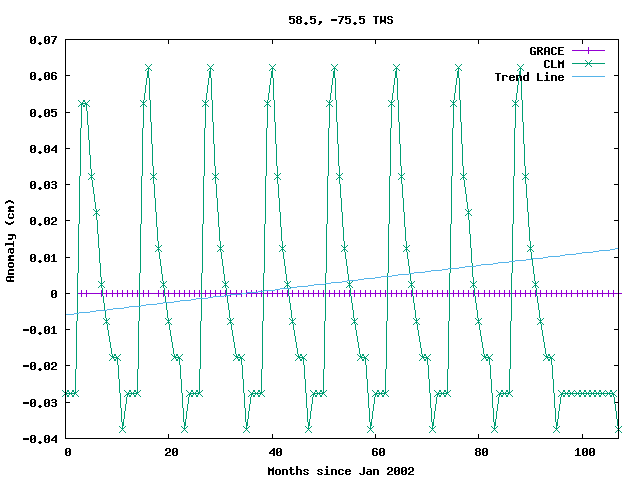 58.5, -75.5 TWS
0.07
0.06
0.05
0.04
0.03
0.02
0.01
0
-0.01
-0.02
-0.03
-0.04
Anomaly (cm)
GRACE
CLM
Trend Line
0 20 40 60 80 100
Months since Jan 2002